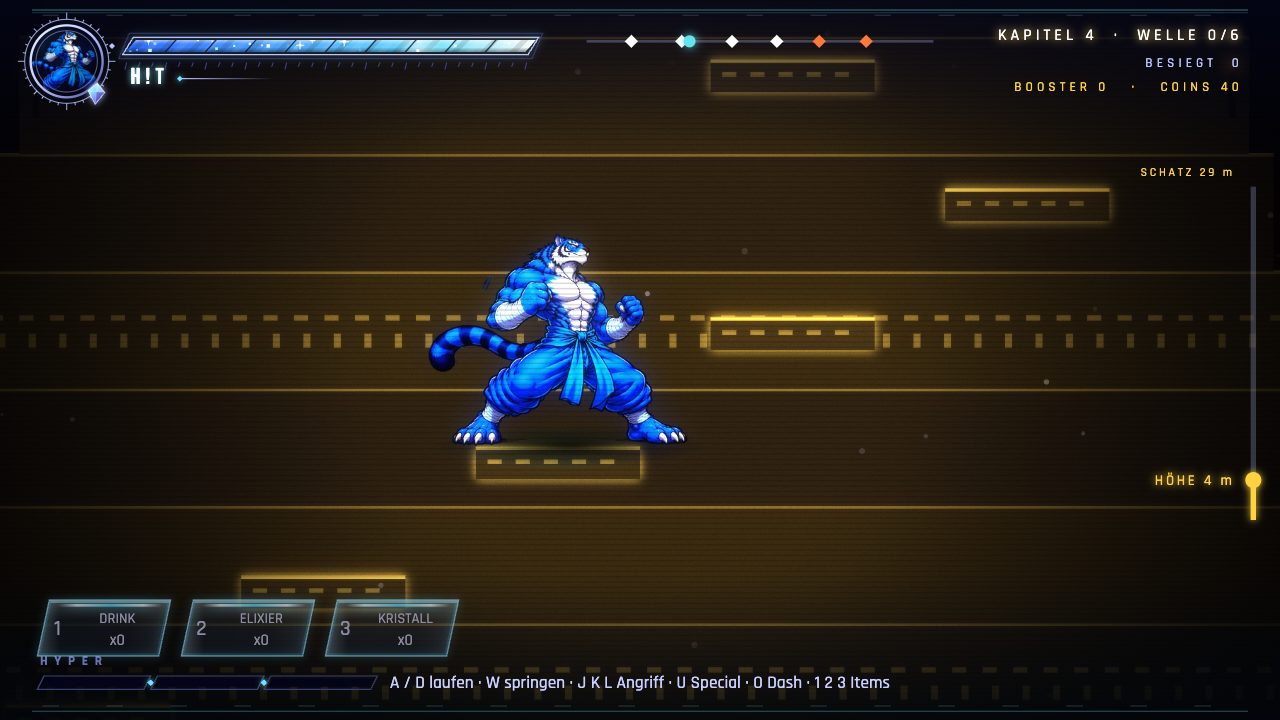 KAPITEL 4 · WELLE 0/6
H!T
BESIEGT 0
BOOSTER 0 · COINS 40
SCHATZ 29 m
HÖHE 4 m
1 DRINK x0
2 ELIXIER x0
3 KRISTALL x0
HYPER
A / D laufen · W springen · J K L Angriff · U Special · O Dash · 1 2 3 Items